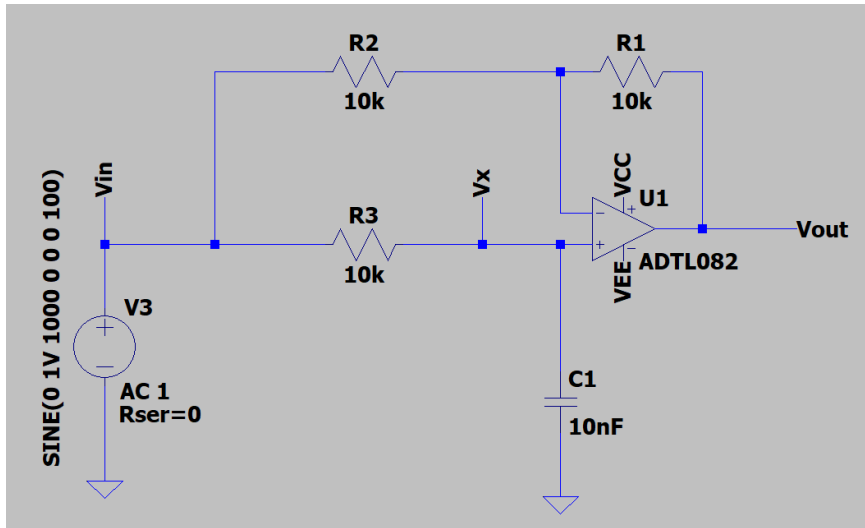 R2
10k
R1
10k
Vin
Vx
VCC
U1
R3
10k
-
+
+
-
Vout
VEE
ADTL082
SINE(0 1V 1000 0 0 0 100)
V3
+
-
AC 1
Rser=0
C1
10nF